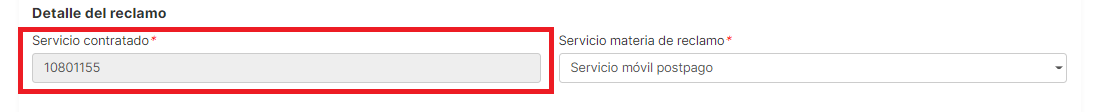 Detalle del reclamo
Servicio contratado*
Servicio materia de reclamo*
10801155
Servicio móvil postpago